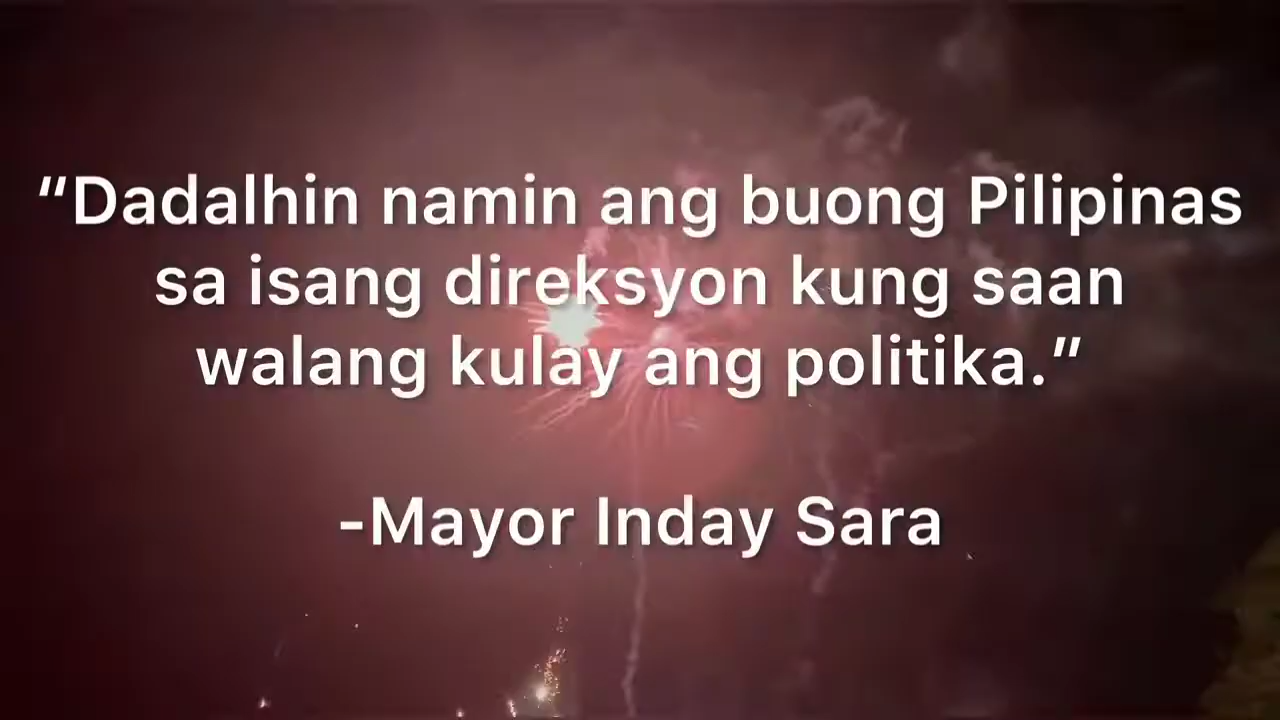 “Dadalhin namin ang buong Pilipinas
sa isang direksyon kung saan
walang kulay ang politika.”
-Mayor Inday Sara